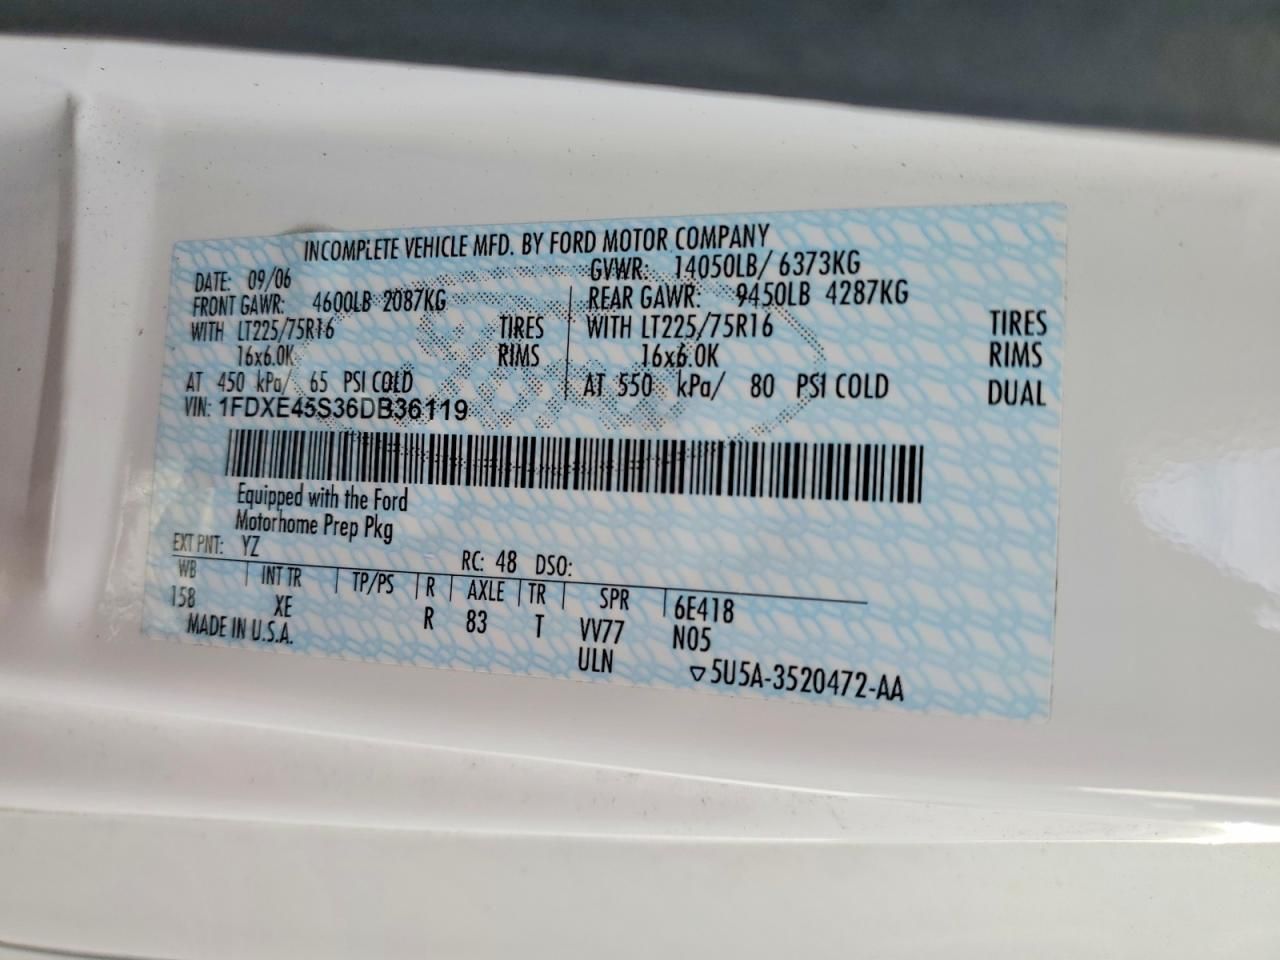 INCOMPLETE VEHICLE MFD. BY FORD MOTOR COMPANY
DATE: 09/06 GVWR: 14050LB/ 6373KG
FRONT GAWR: 4600LB 2087KG REAR GAWR: 9450LB 4287KG
WITH LT225/75R16 TIRES WITH LT225/75R16 TIRES
16x6.0K RIMS 16x6.0K RIMS
AT 450 kPa/ 65 PSI COLD AT 550 kPa/ 80 PSI COLD DUAL
VIN: 1FDXE45S36DB36119
Equipped with the Ford
Motorhome Prep Pkg
EXT PNT: YZ RC: 48 DSO:
WB INT TR TP/PS R AXLE TR SPR 6E418
158 XE R 83 T VV77 N05
MADE IN U.S.A. ULN 5U5A-3520472-AA